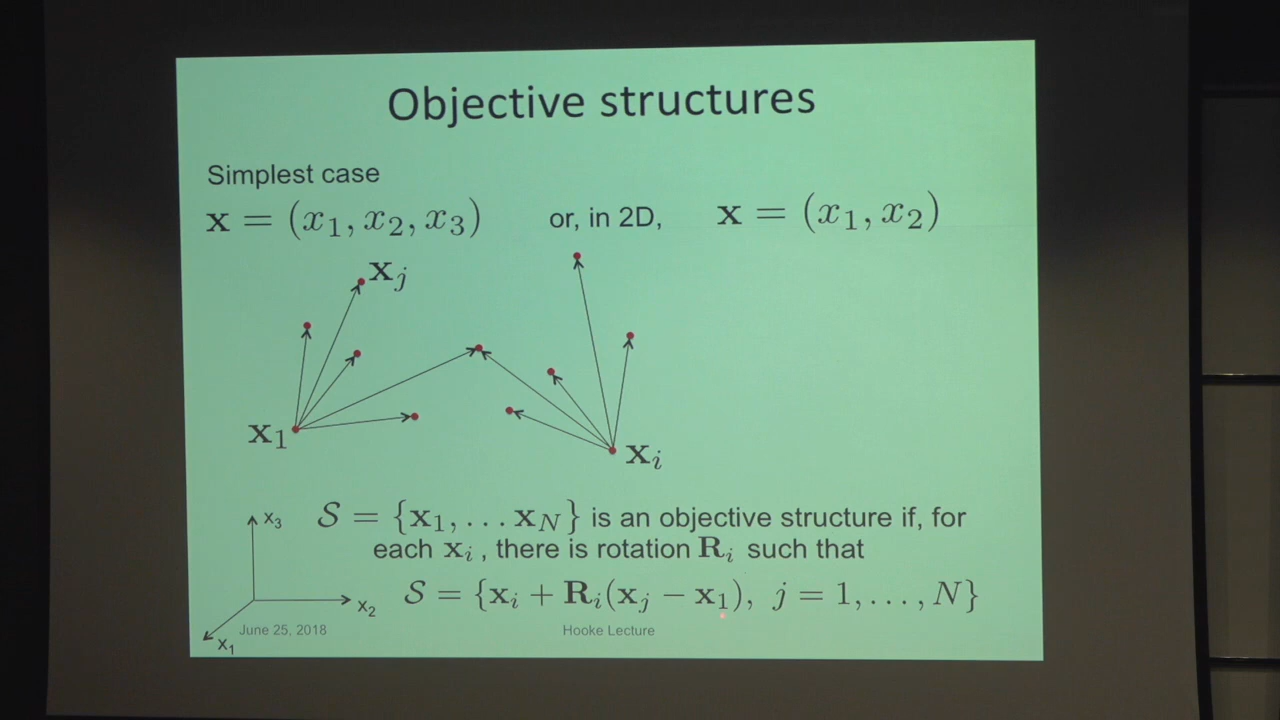 Objective structures
Simplest case
𝐱 = (x₁, x₂, x₃) or, in 2D, 𝐱 = (x₁, x₂)
𝐱ⱼ
𝐱₁
𝐱ᵢ
x₃
𝒮 = {𝐱₁, … 𝐱_N} is an objective structure if, for
each 𝐱ᵢ , there is rotation 𝐑ᵢ such that
𝒮 = {𝐱ᵢ + 𝐑ᵢ(𝐱ⱼ − 𝐱₁), j = 1, …, N}
x₂
x₁
June 25, 2018 Hooke Lecture